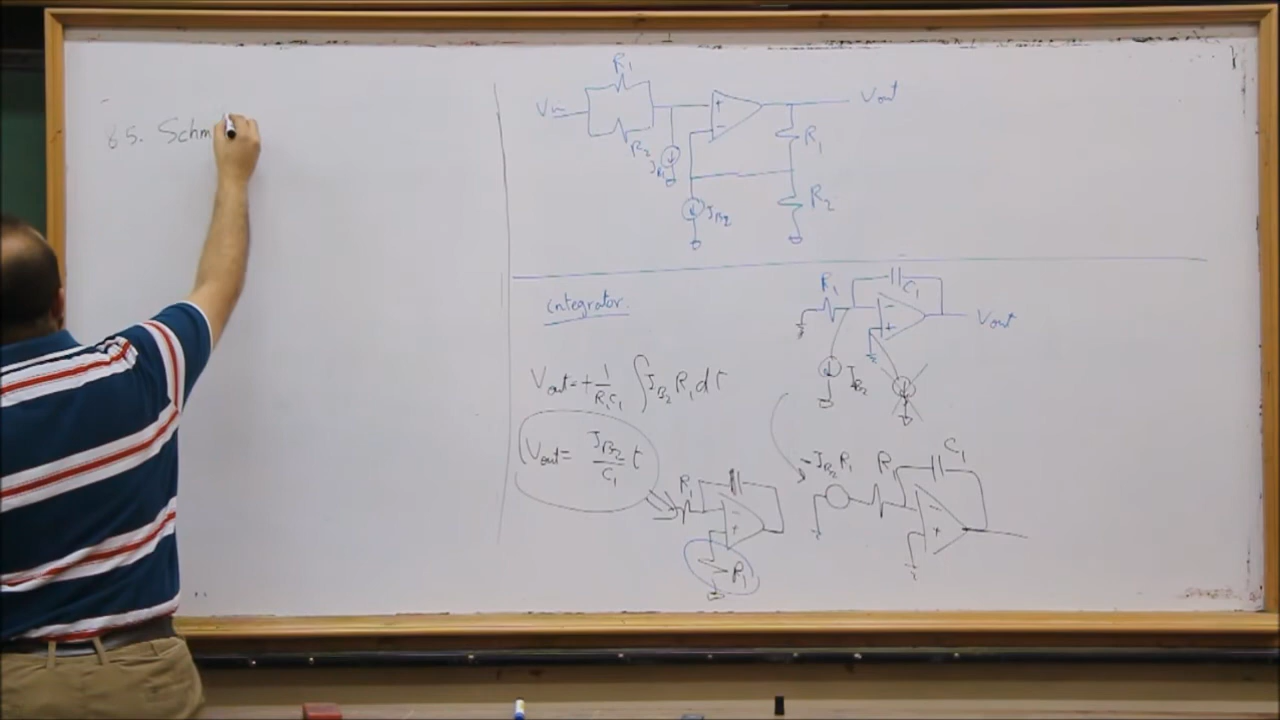 85. Schm
R1
Vin
R2
IB1
+
-
Vout
R1
R2
IB2
integrator.
R1
C1
-
+
Vout
IB2
Vout = + 1/R1C1 ∫ IB2 R1 dt
Vout = IB2/C1 t
R1
-
+
R1
-IB2 R1
R1
C1
-
+